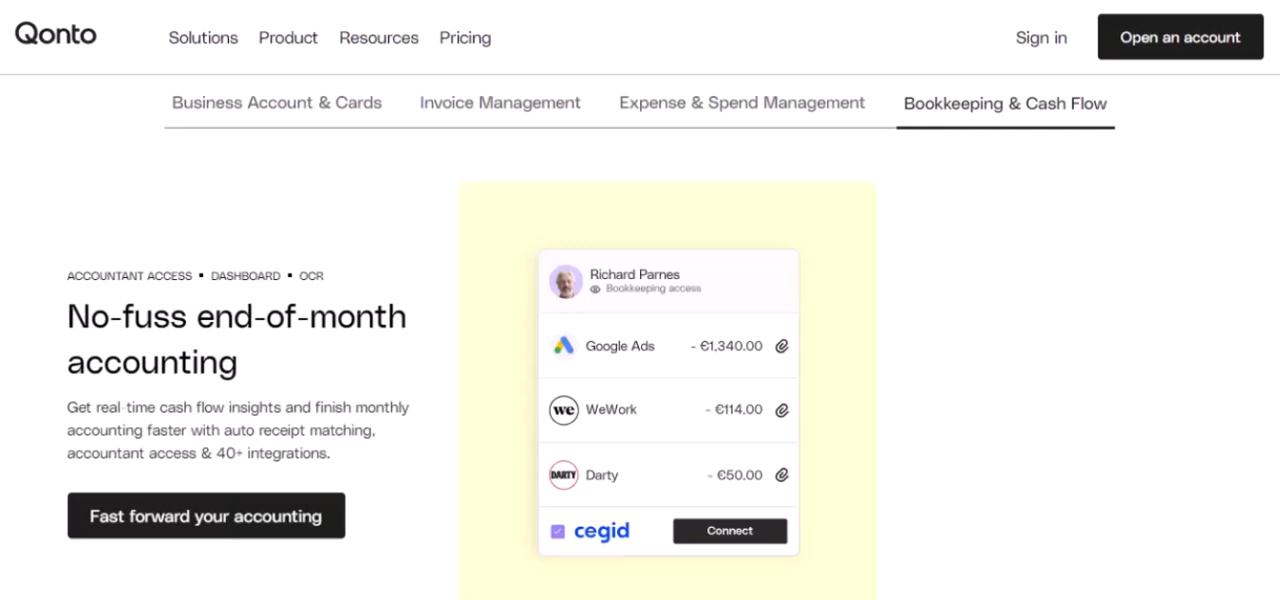 Qonto
Solutions Product Resources Pricing
Sign in
Open an account
Business Account & Cards Invoice Management Expense & Spend Management Bookkeeping & Cash Flow
ACCOUNTANT ACCESS ▪ DASHBOARD ▪ OCR
No-fuss end-of-month
accounting
Get real-time cash flow insights and finish monthly
accounting faster with auto receipt matching,
accountant access & 40+ integrations.
Fast forward your accounting
Richard Parnes
Bookkeeping access
Google Ads - €1,340.00
we WeWork - €114.00
DARTY Darty - €50.00
cegid Connect